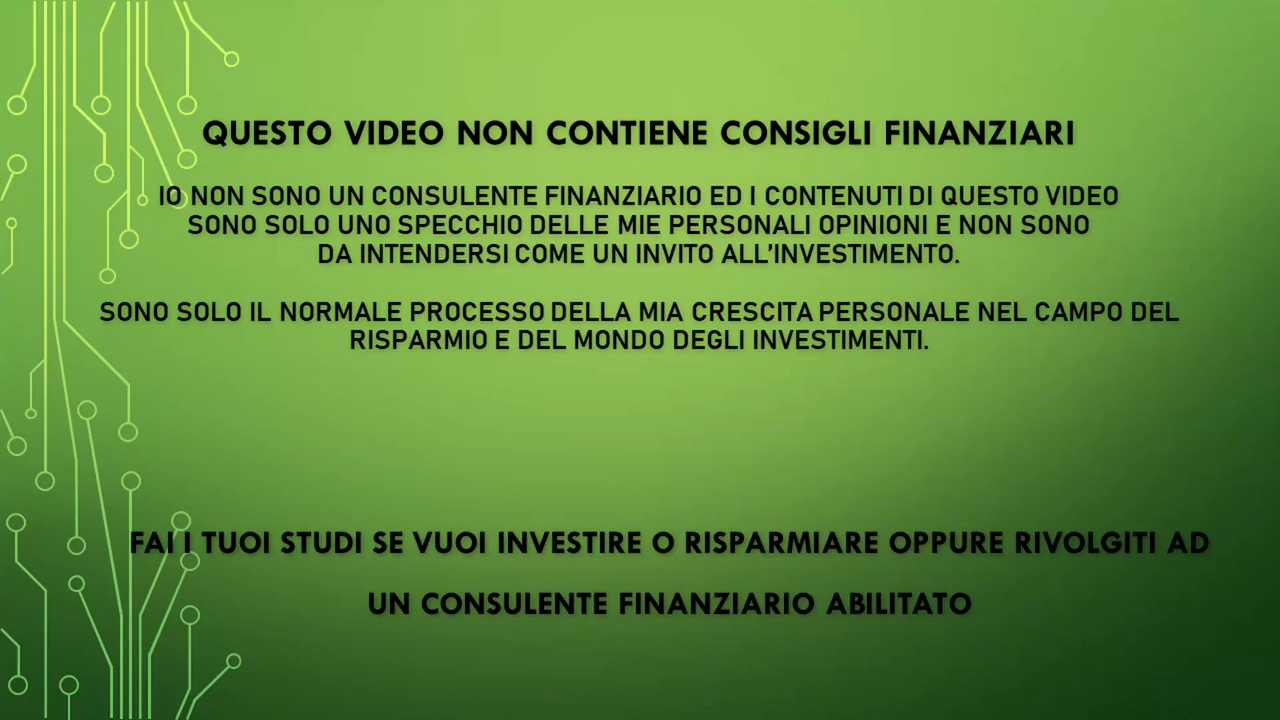 QUESTO VIDEO NON CONTIENE CONSIGLI FINANZIARI
IO NON SONO UN CONSULENTE FINANZIARIO ED I CONTENUTI DI QUESTO VIDEO
SONO SOLO UNO SPECCHIO DELLE MIE PERSONALI OPINIONI E NON SONO
DA INTENDERSI COME UN INVITO ALL'INVESTIMENTO.
SONO SOLO IL NORMALE PROCESSO DELLA MIA CRESCITA PERSONALE NEL CAMPO DEL
RISPARMIO E DEL MONDO DEGLI INVESTIMENTI.
FAI I TUOI STUDI SE VUOI INVESTIRE O RISPARMIARE OPPURE RIVOLGITI AD
UN CONSULENTE FINANZIARIO ABILITATO